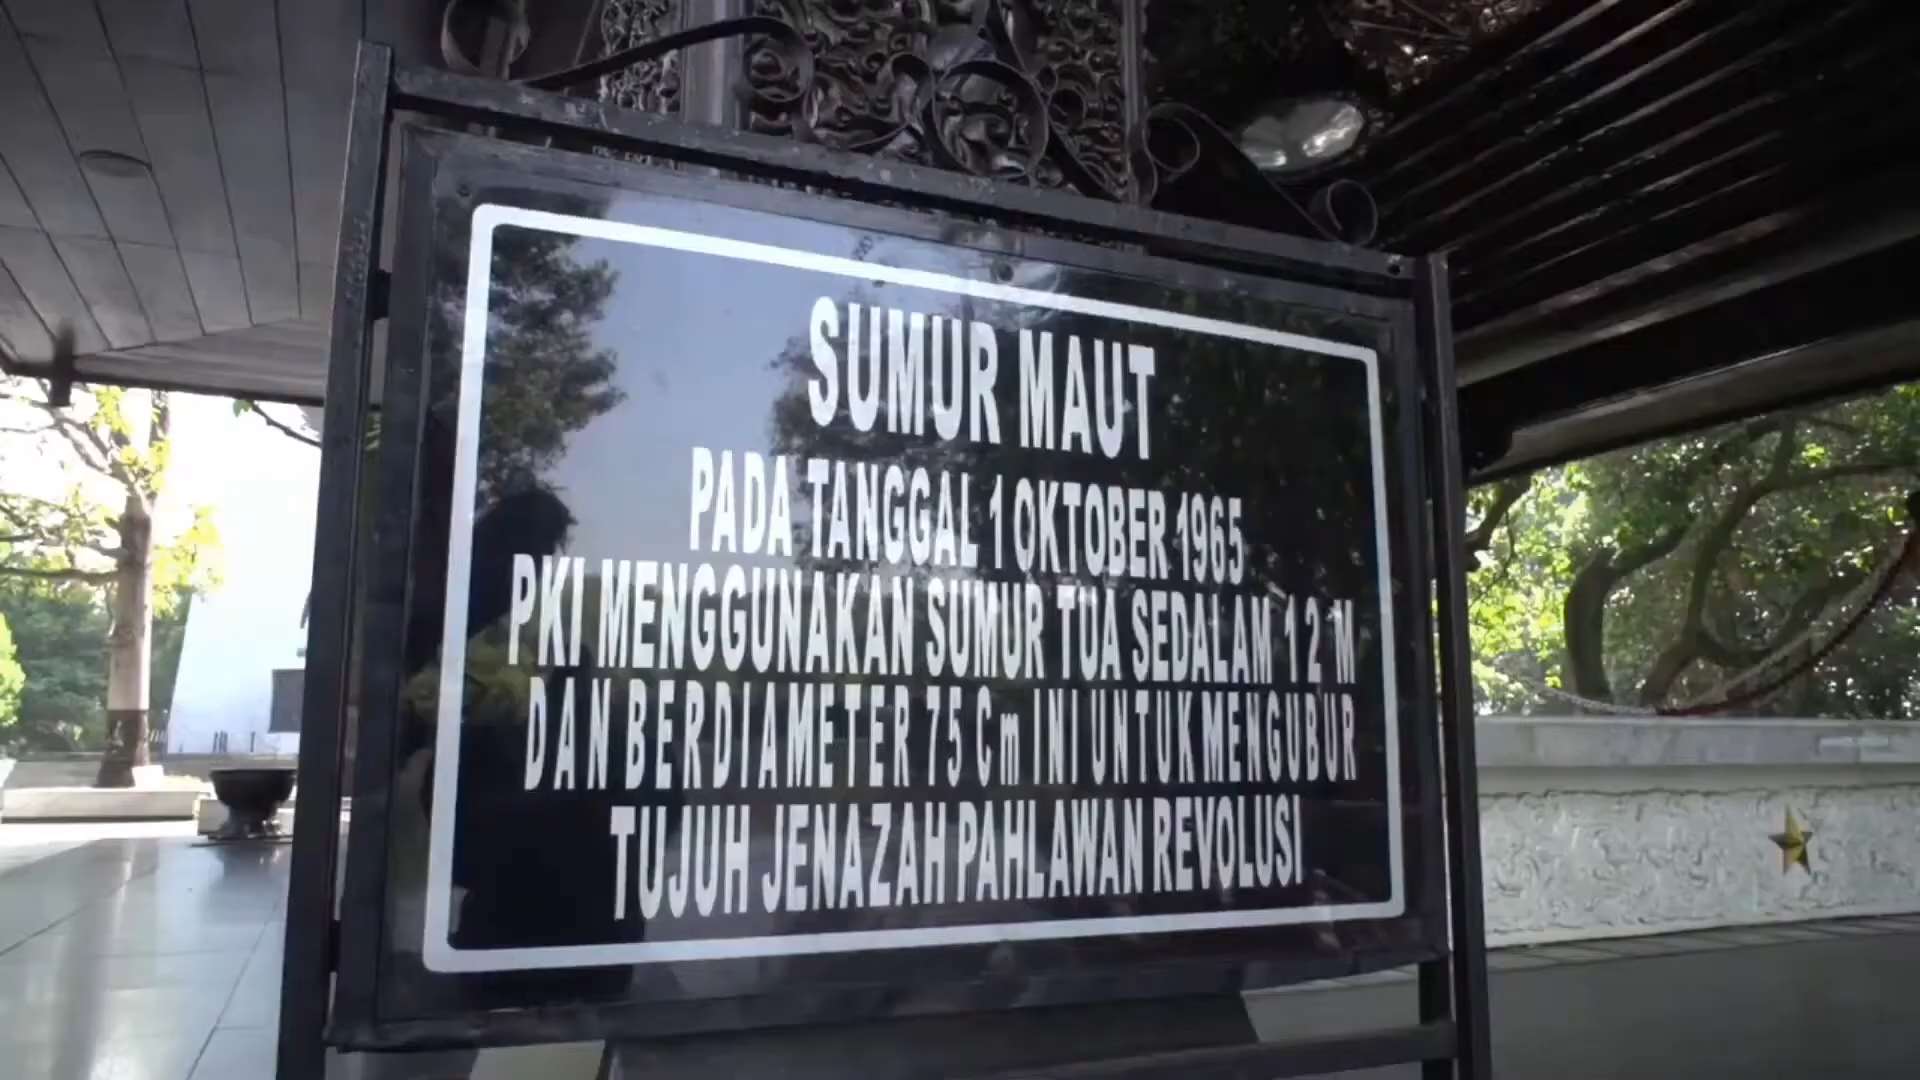 SUMUR MAUT
PADA TANGGAL 1 OKTOBER 1965
PKI MENGGUNAKAN SUMUR TUA SEDALAM 12 M
DAN BERDIAMETER 75 Cm INI UNTUK MENGUBUR
TUJUH JENAZAH PAHLAWAN REVOLUSI